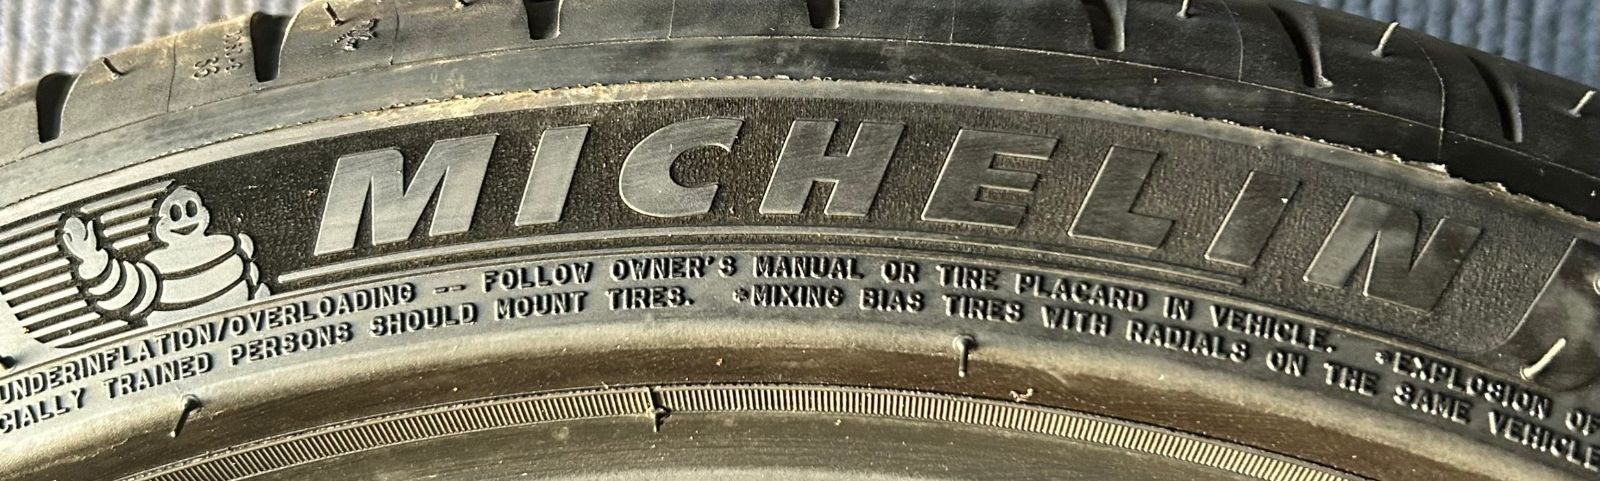 MICHELIN
UNDERINFLATION/OVERLOADING -- FOLLOW OWNER'S MANUAL OR TIRE PLACARD IN VEHICLE. •EXPLOSION OF
CIALLY TRAINED PERSONS SHOULD MOUNT TIRES. •MIXING BIAS TIRES WITH RADIALS ON THE SAME VEHICLE